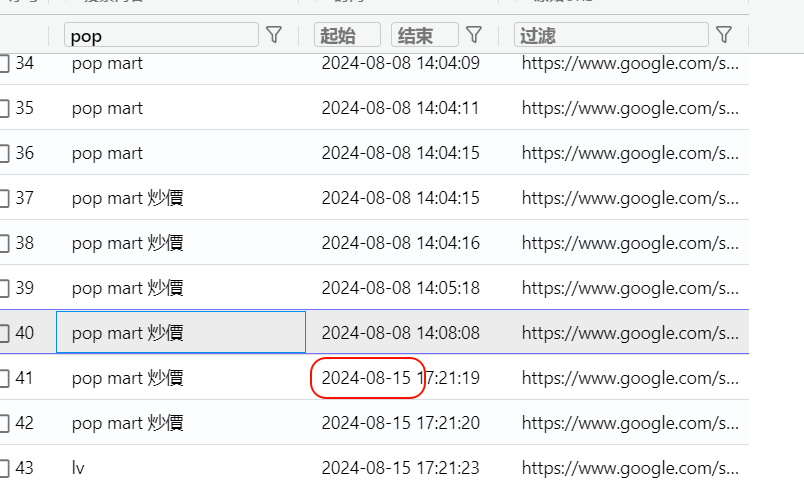 pop 起始 结束 过滤
34 pop mart 2024-08-08 14:04:09 https://www.google.com/s...
35 pop mart 2024-08-08 14:04:11 https://www.google.com/s...
36 pop mart 2024-08-08 14:04:15 https://www.google.com/s...
37 pop mart 炒價 2024-08-08 14:04:15 https://www.google.com/s...
38 pop mart 炒價 2024-08-08 14:04:16 https://www.google.com/s...
39 pop mart 炒價 2024-08-08 14:05:18 https://www.google.com/s...
40 pop mart 炒價 2024-08-08 14:08:08 https://www.google.com/s...
41 pop mart 炒價 2024-08-15 17:21:19 https://www.google.com/s...
42 pop mart 炒價 2024-08-15 17:21:20 https://www.google.com/s...
43 lv 2024-08-15 17:21:23 https://www.google.com/s...